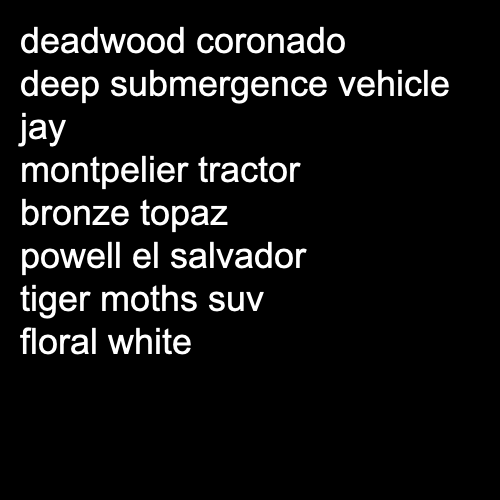 deadwood coronado
deep submergence vehicle
jay
montpelier tractor
bronze topaz
powell el salvador
tiger moths suv
floral white